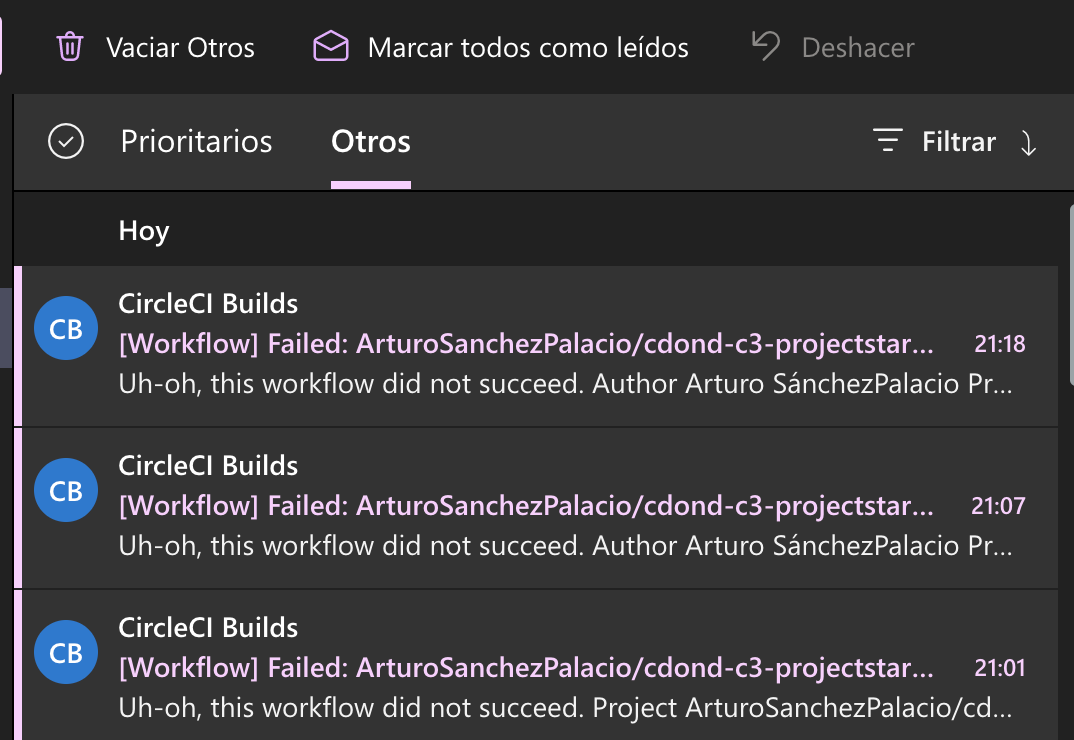 Vaciar Otros Marcar todos como leídos Deshacer
Prioritarios Otros Filtrar
Hoy
CB
CircleCI Builds
[Workflow] Failed: ArturoSanchezPalacio/cdond-c3-projectstar... 21:18
Uh-oh, this workflow did not succeed. Author Arturo SánchezPalacio Pr...
CB
CircleCI Builds
[Workflow] Failed: ArturoSanchezPalacio/cdond-c3-projectstar... 21:07
Uh-oh, this workflow did not succeed. Author Arturo SánchezPalacio Pr...
CB
CircleCI Builds
[Workflow] Failed: ArturoSanchezPalacio/cdond-c3-projectstar... 21:01
Uh-oh, this workflow did not succeed. Project ArturoSanchezPalacio/cd...